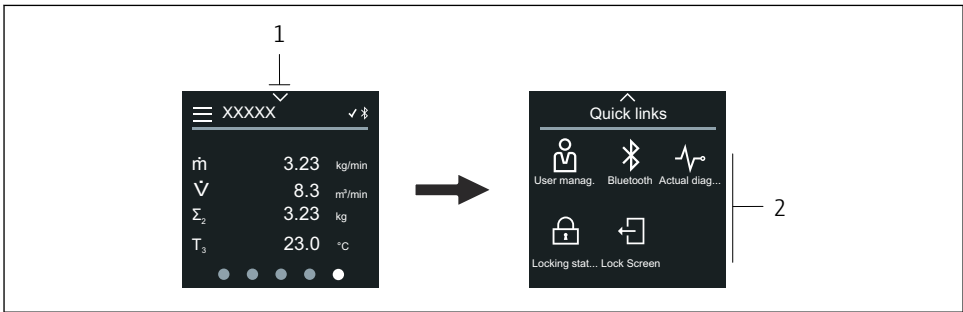 1
XXXXX
ṁ 3.23 kg/min
V̇ 8.3 m³/min
Σ₂ 3.23 kg
T₃ 23.0 °C
Quick links
User manag. Bluetooth Actual diag...
Locking stat... Lock Screen
2